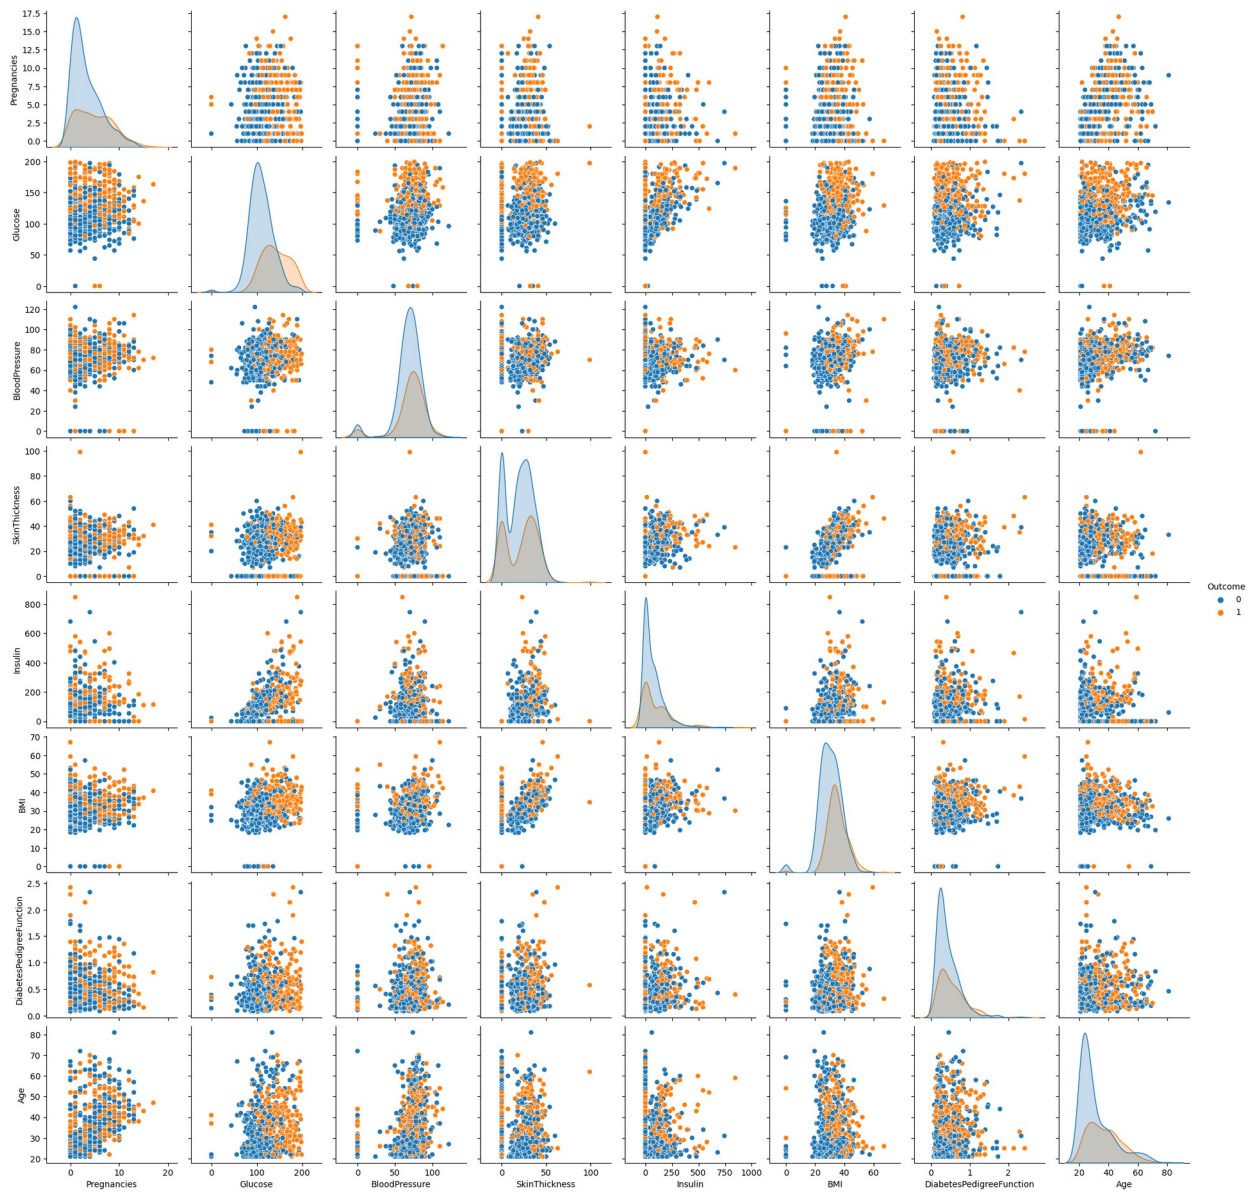 17.5
15.0
12.5
10.0
7.5
5.0
2.5
0.0
Pregnancies
200
150
100
50
0
Glucose
120
100
80
60
40
20
0
BloodPressure
100
80
60
40
20
0
SkinThickness
800
600
400
200
0
Insulin
Outcome
0
1
70
60
50
40
30
20
10
0
BMI
2.5
2.0
1.5
1.0
0.5
0.0
DiabetesPedigreeFunction
80
70
60
50
40
30
20
Age
0 10 20
Pregnancies
0 100 200
Glucose
0 50 100
BloodPressure
0 50 100
SkinThickness
0 250 500 750 1000
Insulin
0 20 40 60
BMI
0 1 2
DiabetesPedigreeFunction
20 40 60 80
Age